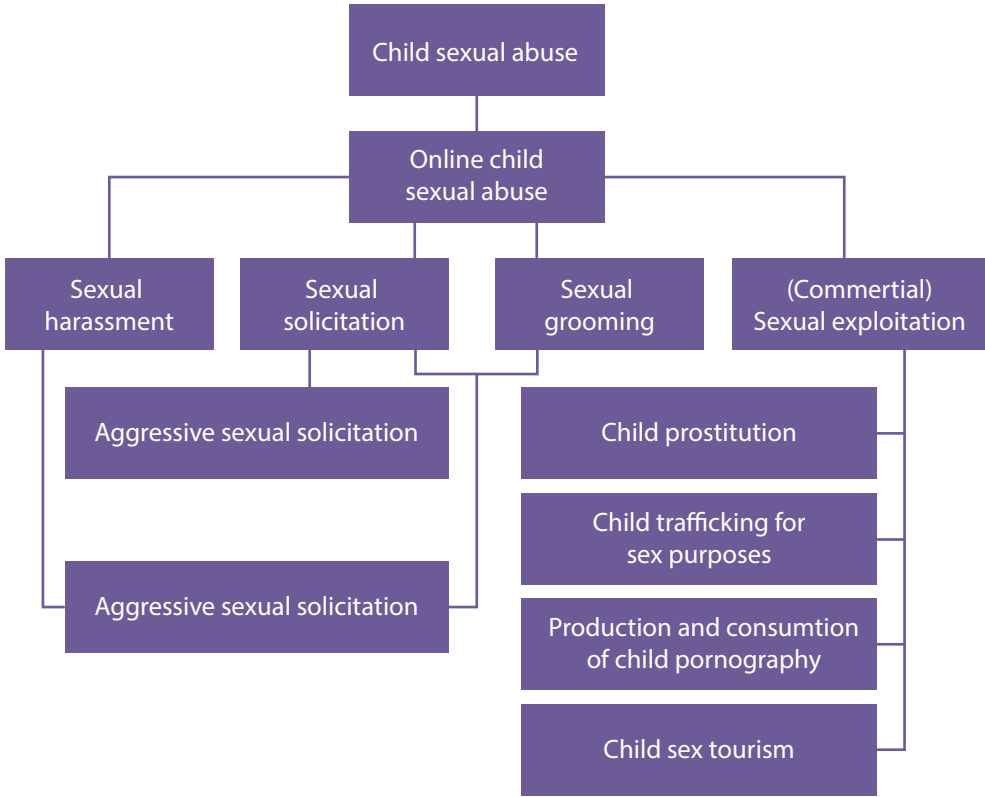 Child sexual abuse
Online child
sexual abuse
Sexual
harassment
Sexual
solicitation
Sexual
grooming
(Commertial)
Sexual exploitation
Aggressive sexual solicitation
Child prostitution
Child trafficking for
sex purposes
Aggressive sexual solicitation
Production and consumtion
of child pornography
Child sex tourism